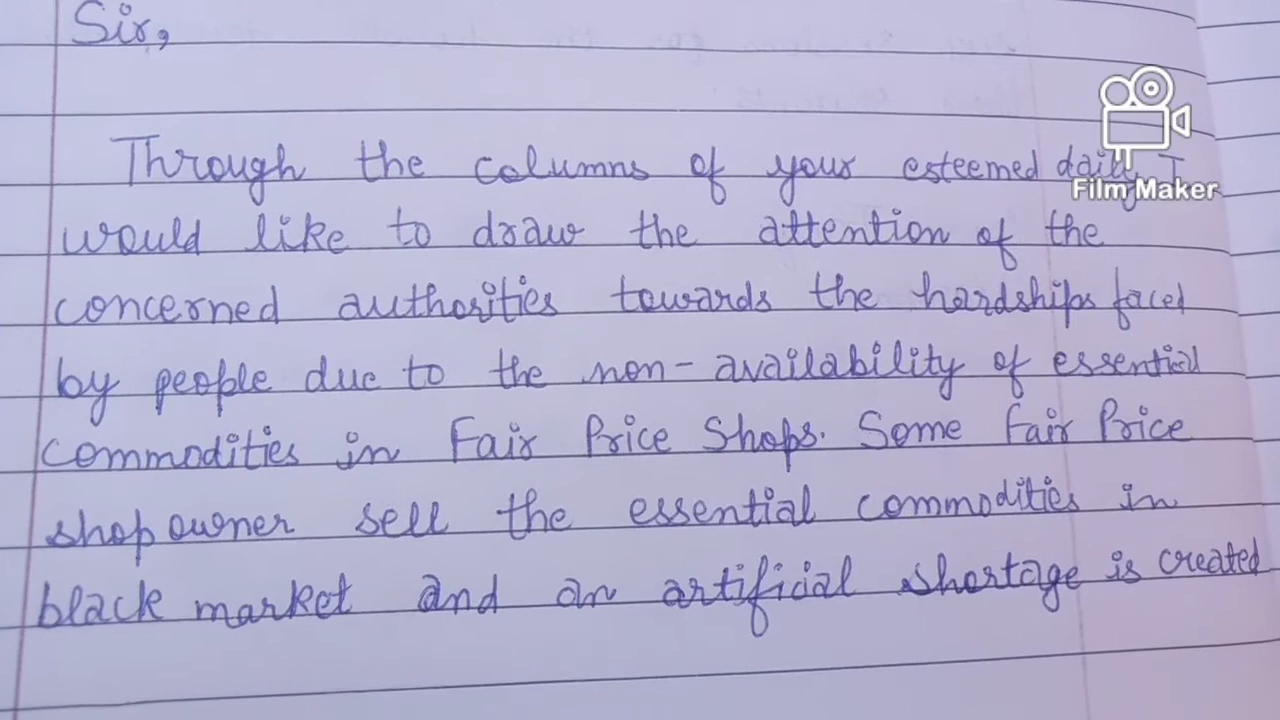 Sir,
Through the columns of your esteemed daily I
Film Maker
would like to draw the attention of the
concerned authorities towards the hardships faced
by people due to the non-availability of essential
commodities in Fair Price Shops. Some Fair Price
shop owner sell the essential commodities in
black market and an artificial shortage is created